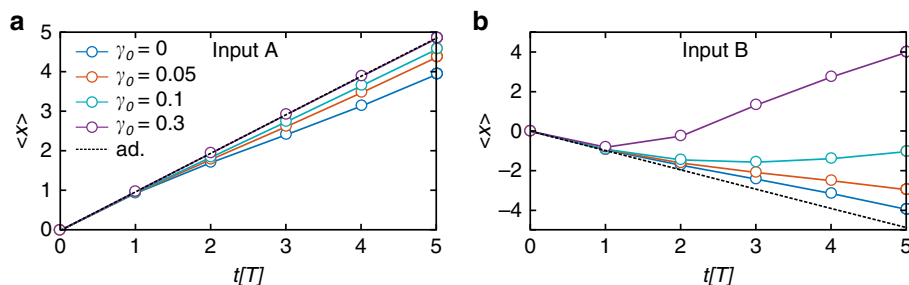 a
Input A
γ₀ = 0
γ₀ = 0.05
γ₀ = 0.1
γ₀ = 0.3
ad.
<x>
5
4
3
2
1
0
0 1 2 3 4 5
t[T]
b
Input B
<x>
4
2
0
−2
−4
0 1 2 3 4 5
t[T]